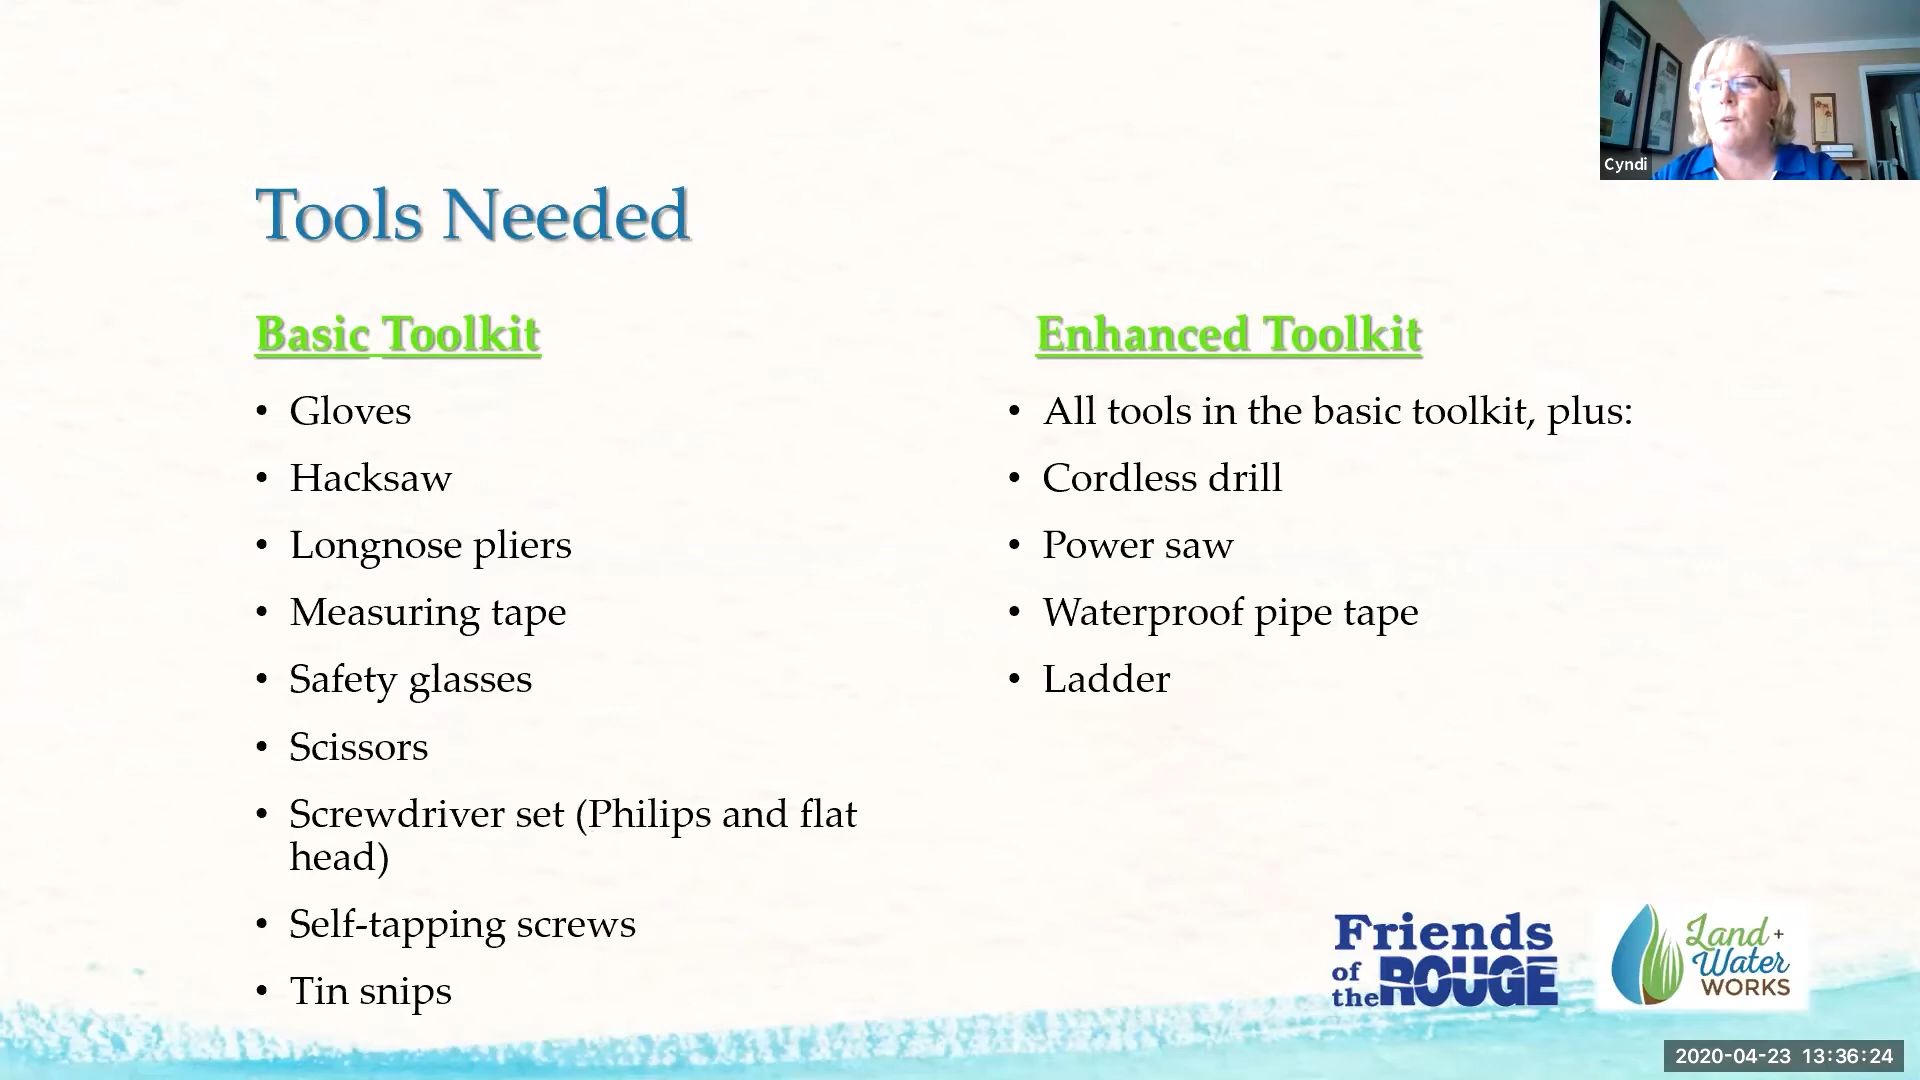 Cyndi
Tools Needed
Basic Toolkit
• Gloves
• Hacksaw
• Longnose pliers
• Measuring tape
• Safety glasses
• Scissors
• Screwdriver set (Philips and flat
head)
• Self-tapping screws
• Tin snips
Enhanced Toolkit
• All tools in the basic toolkit, plus:
• Cordless drill
• Power saw
• Waterproof pipe tape
• Ladder
Friends
of
the ROUGE
Land +
Water
WORKS
2020-04-23 13:36:24